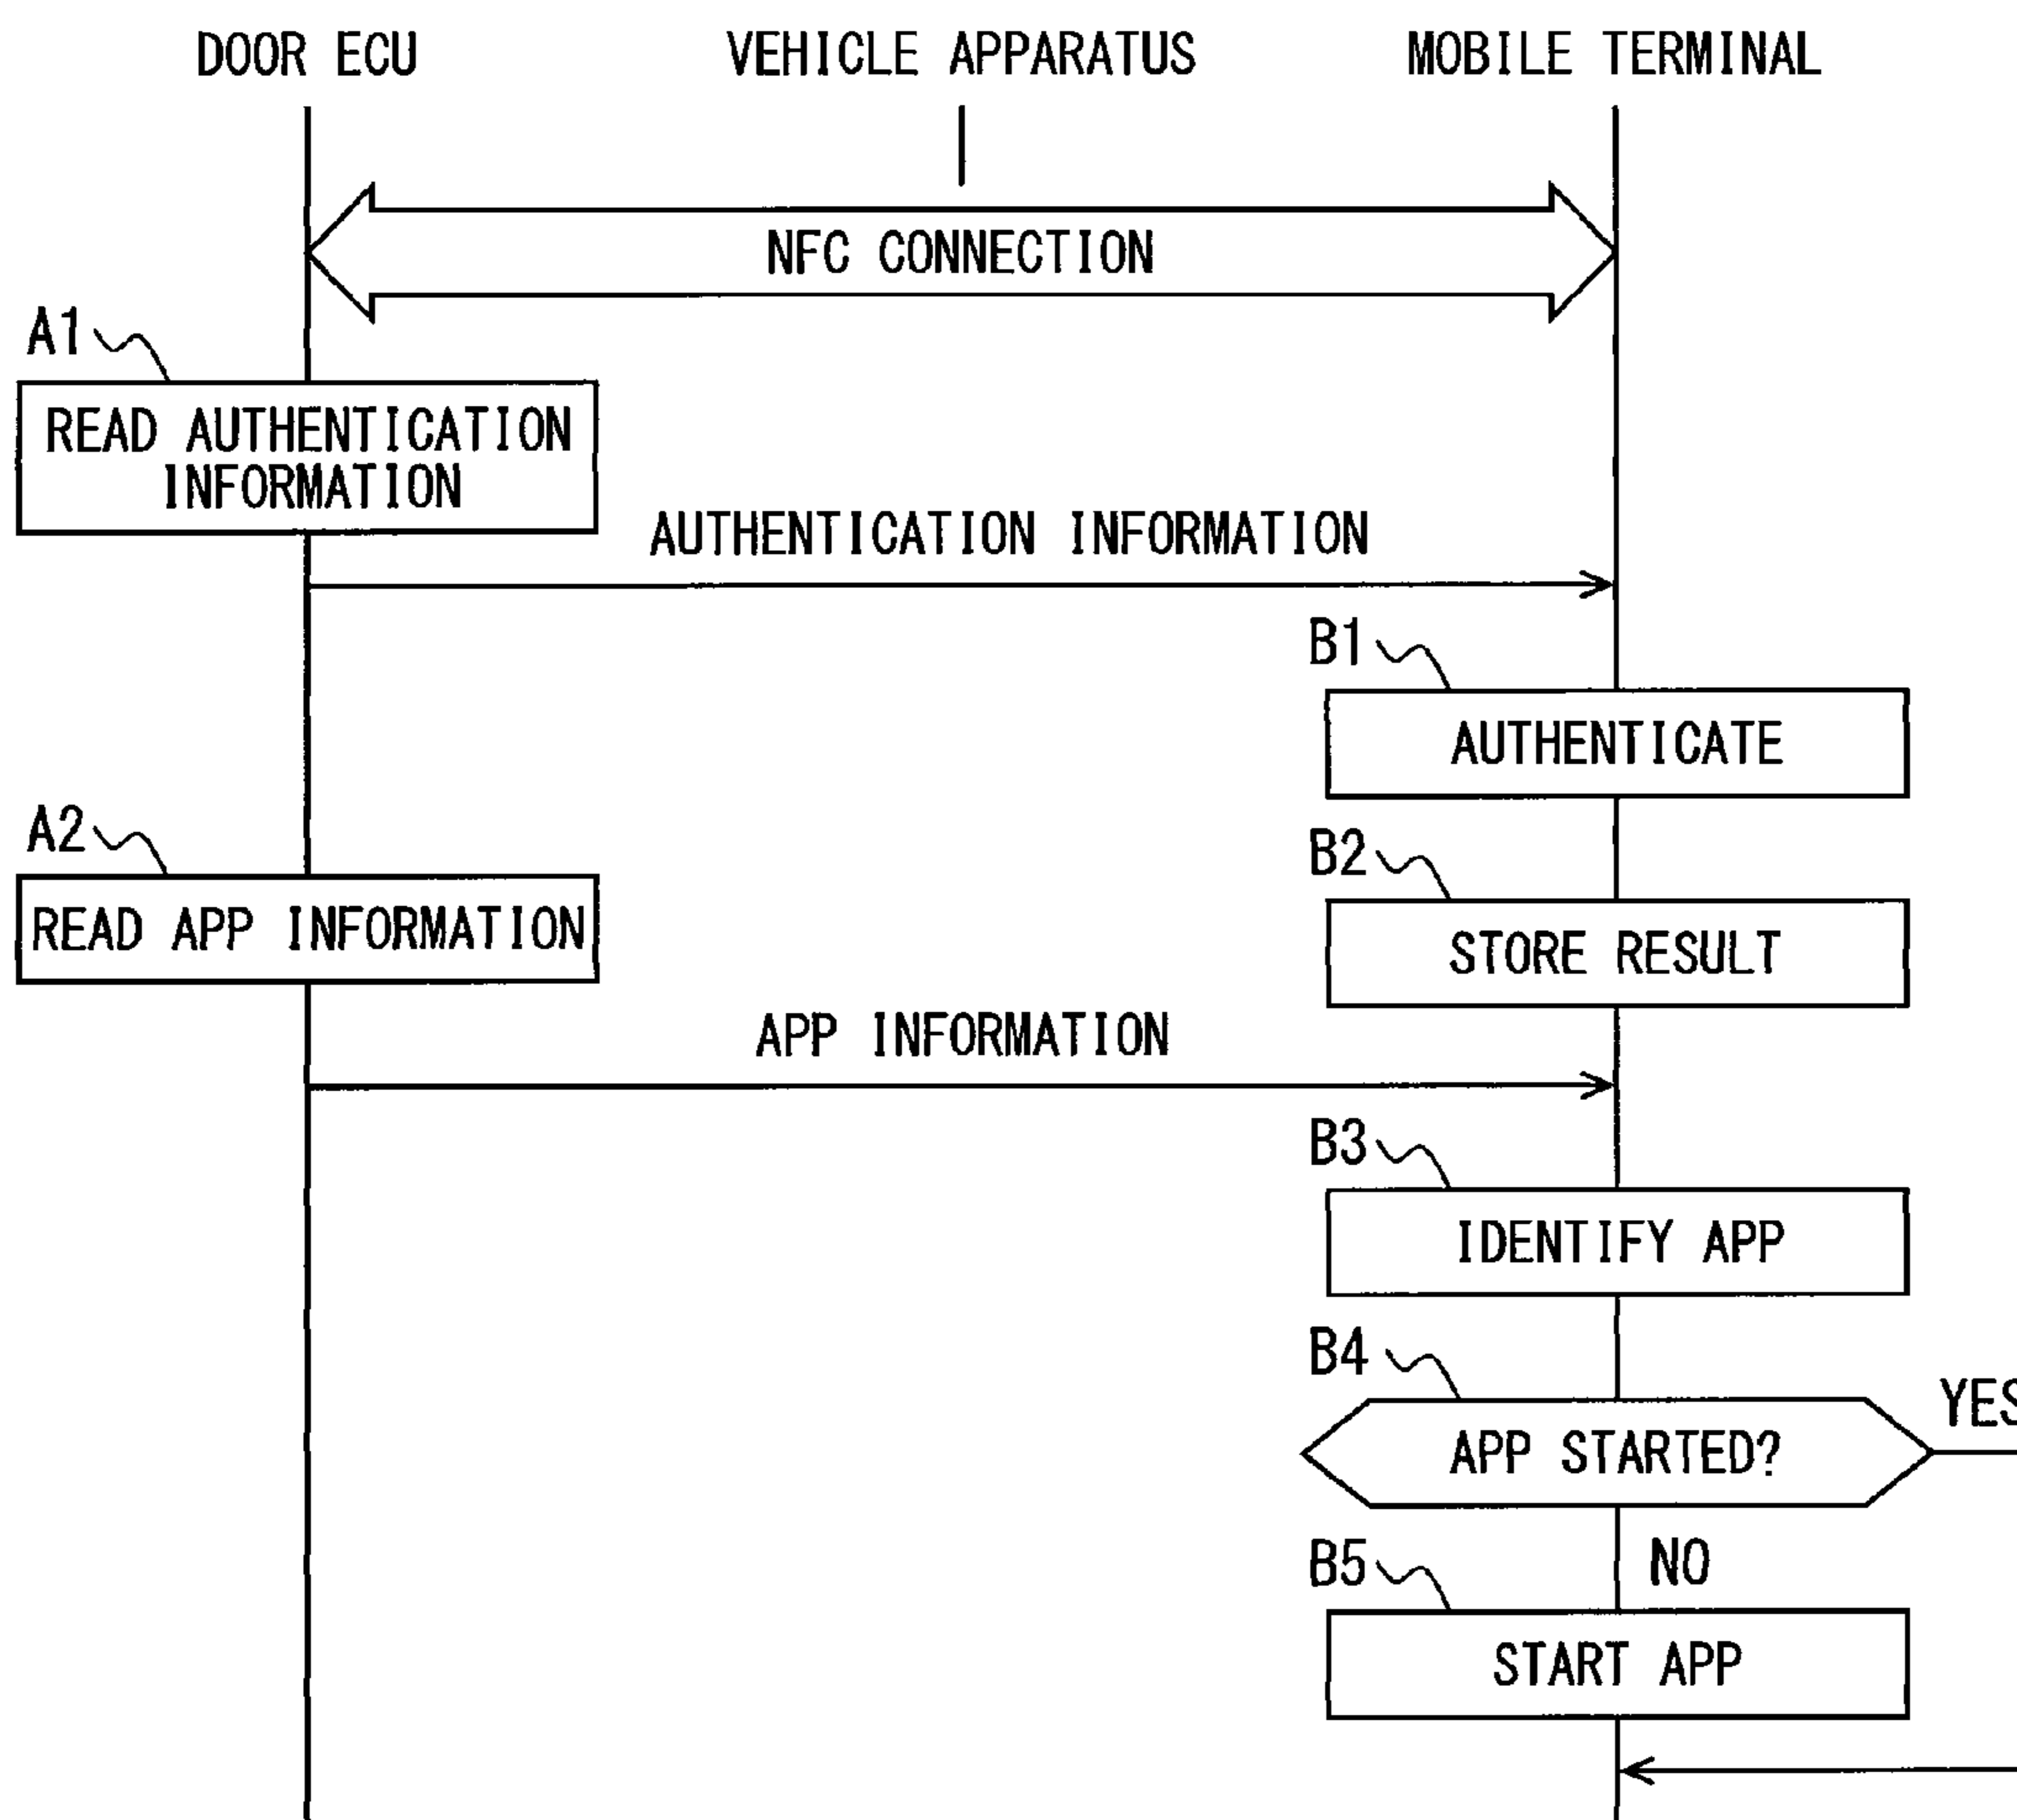 DOOR ECU
VEHICLE APPARATUS
MOBILE TERMINAL
NFC CONNECTION
A1
READ AUTHENTICATION
INFORMATION
AUTHENTICATION INFORMATION
B1
AUTHENTICATE
A2
READ APP INFORMATION
B2
STORE RESULT
APP INFORMATION
B3
IDENTIFY APP
B4
APP STARTED?
YES
NO
B5
START APP